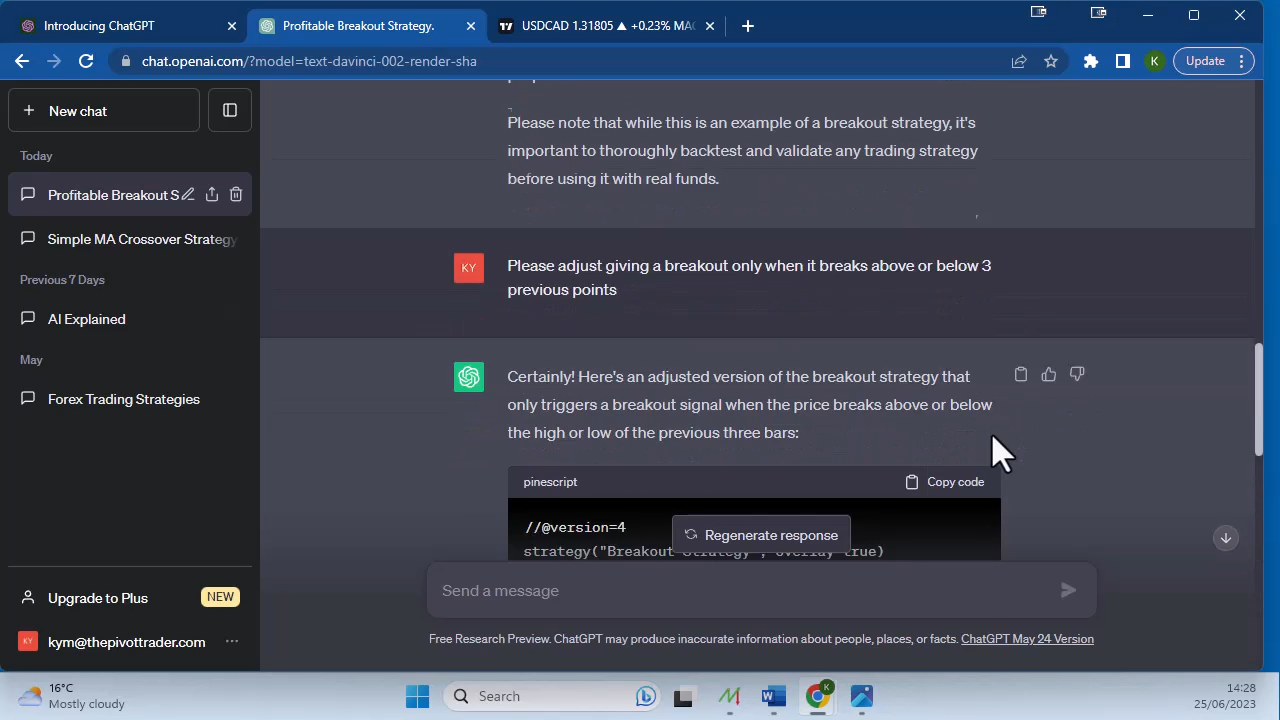 Introducing ChatGPT
Profitable Breakout Strategy.
USDCAD 1.31805 ▲ +0.23% MA
chat.openai.com/?model=text-davinci-002-render-sha
K
Update
New chat
Today
Profitable Breakout S
Simple MA Crossover Strategy
Previous 7 Days
AI Explained
May
Forex Trading Strategies
Upgrade to Plus
NEW
KY
kym@thepivottrader.com
Please note that while this is an example of a breakout strategy, it's
important to thoroughly backtest and validate any trading strategy
before using it with real funds.
KY
Please adjust giving a breakout only when it breaks above or below 3
previous points
Certainly! Here's an adjusted version of the breakout strategy that
only triggers a breakout signal when the price breaks above or below
the high or low of the previous three bars:
pinescript
Copy code
//@version=4
strategy("Breakout Strategy", overlay=true)
Regenerate response
Send a message
Free Research Preview. ChatGPT may produce inaccurate information about people, places, or facts. ChatGPT May 24 Version
16°C
Mostly cloudy
Search
K
14:28
25/06/2023